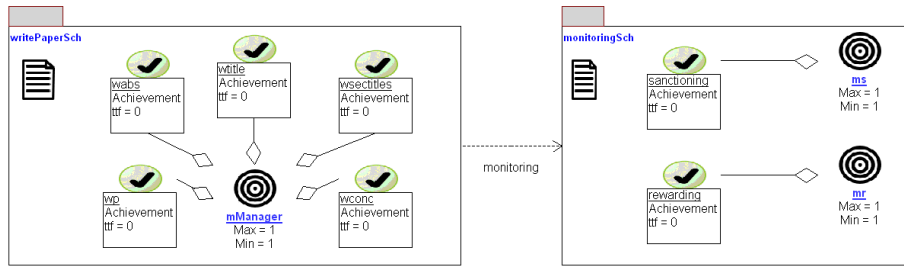 writePaperSch
wabs
Achievement
ttf = 0
wtitle
Achievement
ttf = 0
wsectitles
Achievement
ttf = 0
wp
Achievement
ttf = 0
mManager
Max = 1
Min = 1
wconc
Achievement
ttf = 0
monitoring
monitoringSch
sanctioning
Achievement
ttf = 0
ms
Max = 1
Min = 1
rewarding
Achievement
ttf = 0
mr
Max = 1
Min = 1